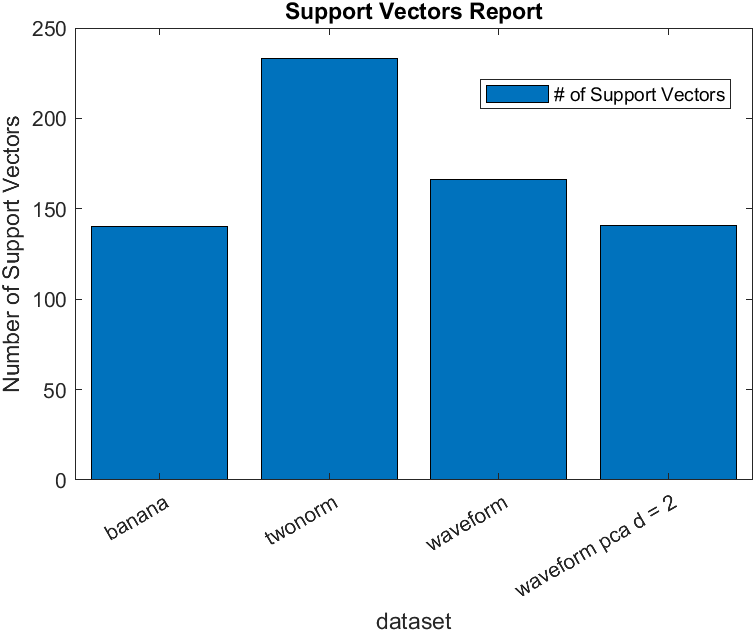 Support Vectors Report
250
200
150
100
50
0
Number of Support Vectors
# of Support Vectors
banana
twonorm
waveform
waveform pca d = 2
dataset